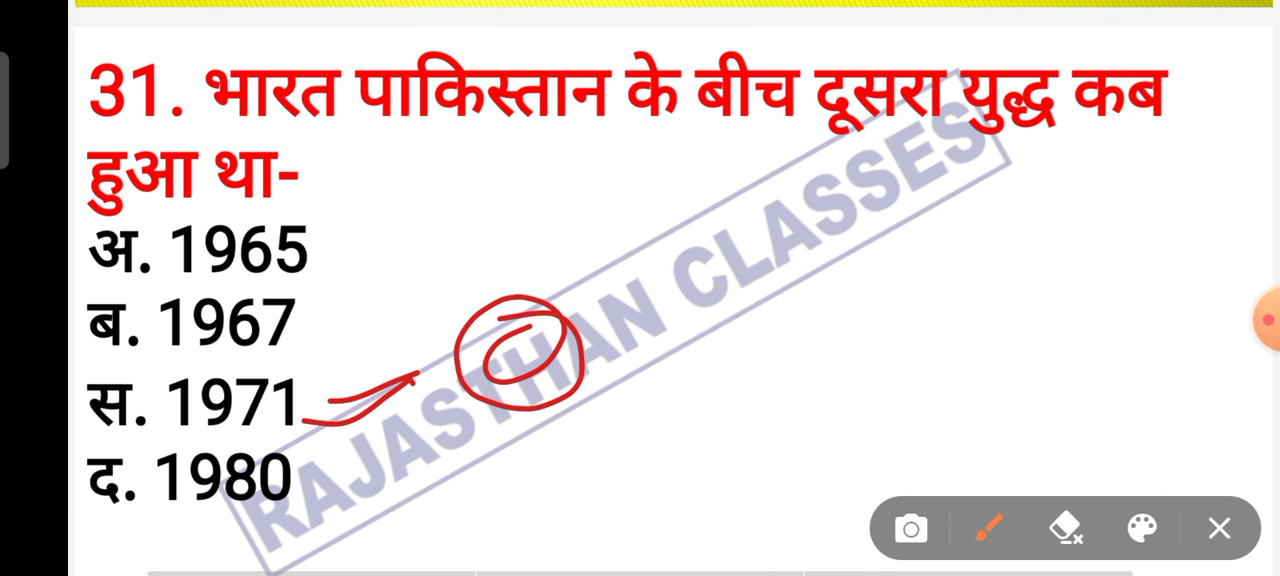 31. भारत पाकिस्तान के बीच दूसरा युद्ध कब
हुआ था-
अ. 1965
ब. 1967
स. 1971
द. 1980
RAJASTHAN CLASSES